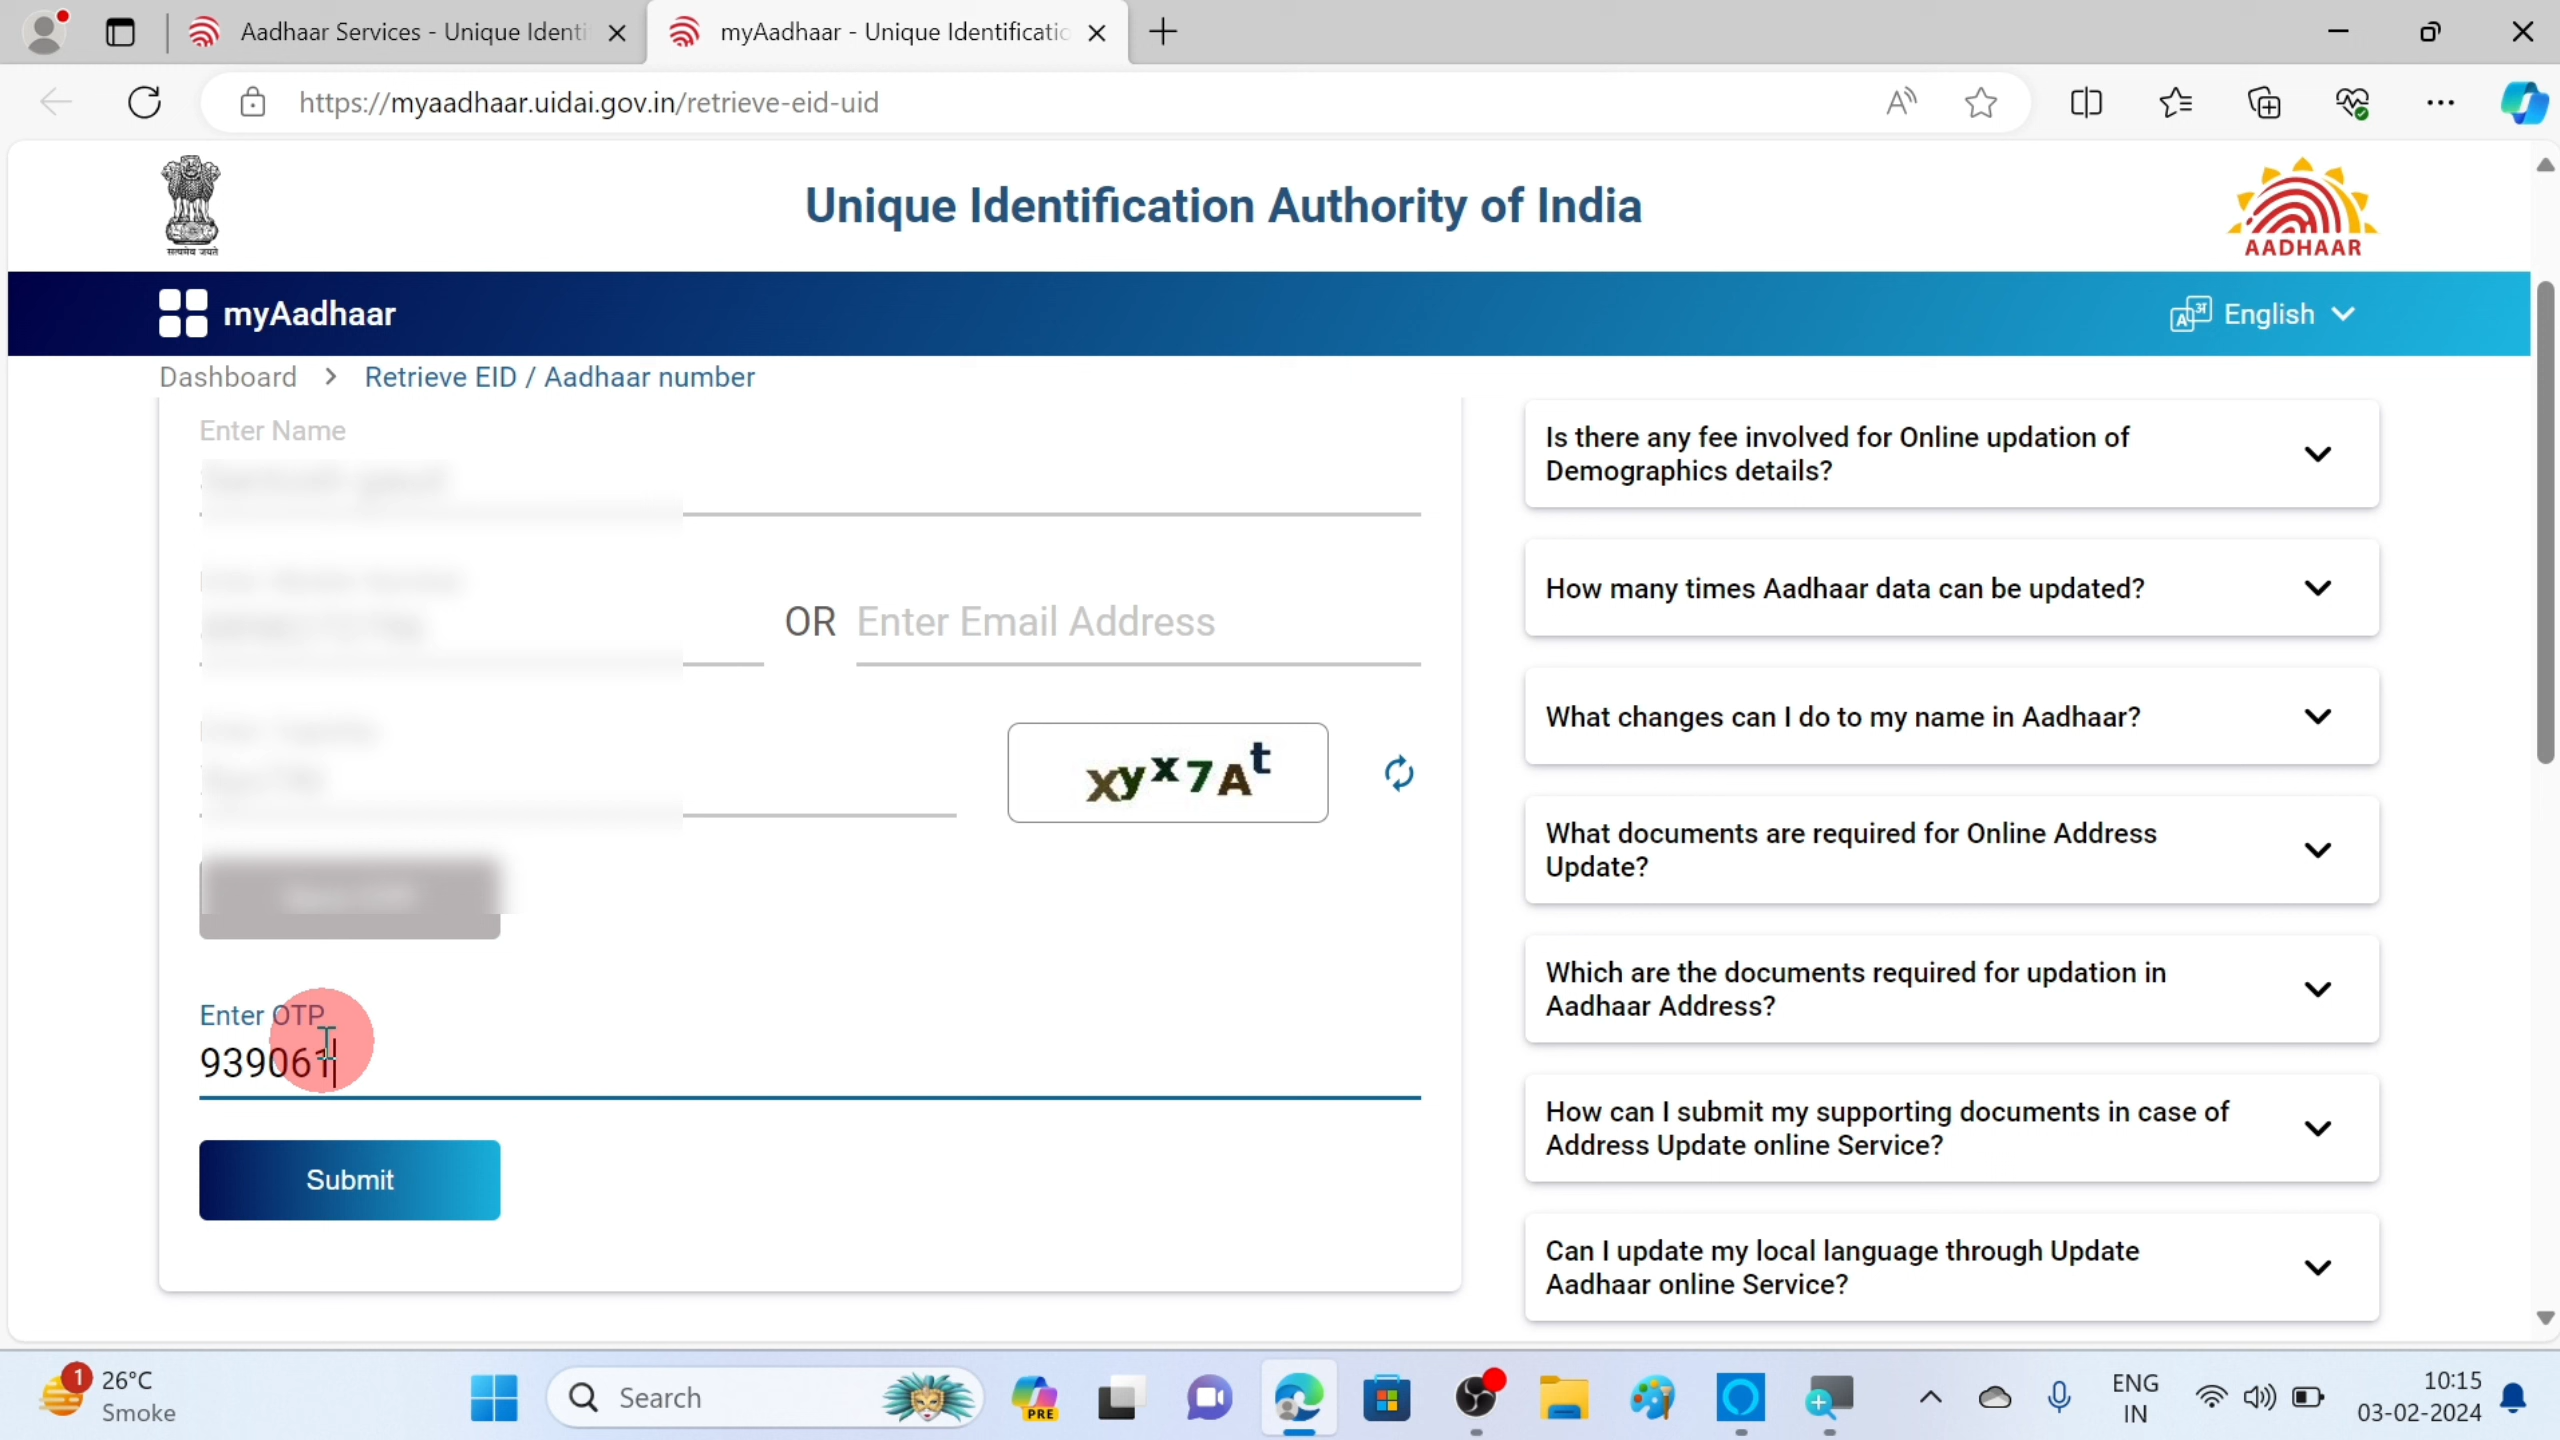 Aadhaar Services - Unique Identi
myAadhaar - Unique Identificatio
https://myaadhaar.uidai.gov.in/retrieve-eid-uid
सत्यमेव जयते
Unique Identification Authority of India
AADHAAR
myAadhaar
English
Dashboard > Retrieve EID / Aadhaar number
Enter Name
OR Enter Email Address
xyx7At
Enter OTP
939061
Submit
Is there any fee involved for Online updation of
Demographics details?
How many times Aadhaar data can be updated?
What changes can I do to my name in Aadhaar?
What documents are required for Online Address
Update?
Which are the documents required for updation in
Aadhaar Address?
How can I submit my supporting documents in case of
Address Update online Service?
Can I update my local language through Update
Aadhaar online Service?
1
26°C
Smoke
Search
PRE
ENG
IN
10:15
03-02-2024